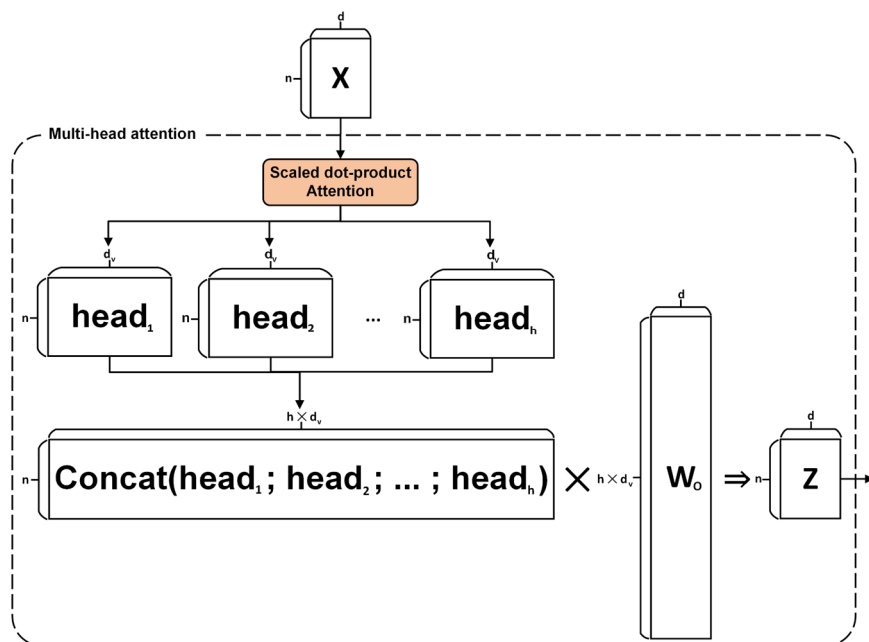 d
n
X
Multi-head attention
Scaled dot-product
Attention
dᵥ dᵥ dᵥ
n head₁ n head₂ ... n headₕ
d
h × dᵥ
n Concat(head₁; head₂; ... ; headₕ) × h × dᵥ Wₒ ⇒ n Z
d